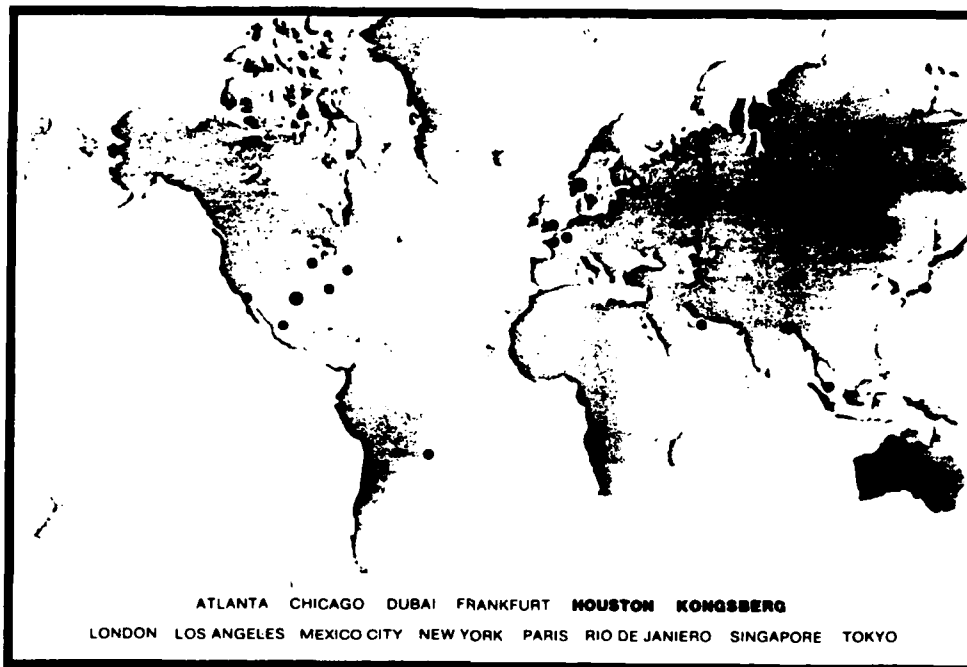 ATLANTA CHICAGO DUBAI FRANKFURT HOUSTON KONGSBERG
LONDON LOS ANGELES MEXICO CITY NEW YORK PARIS RIO DE JANIERO SINGAPORE TOKYO